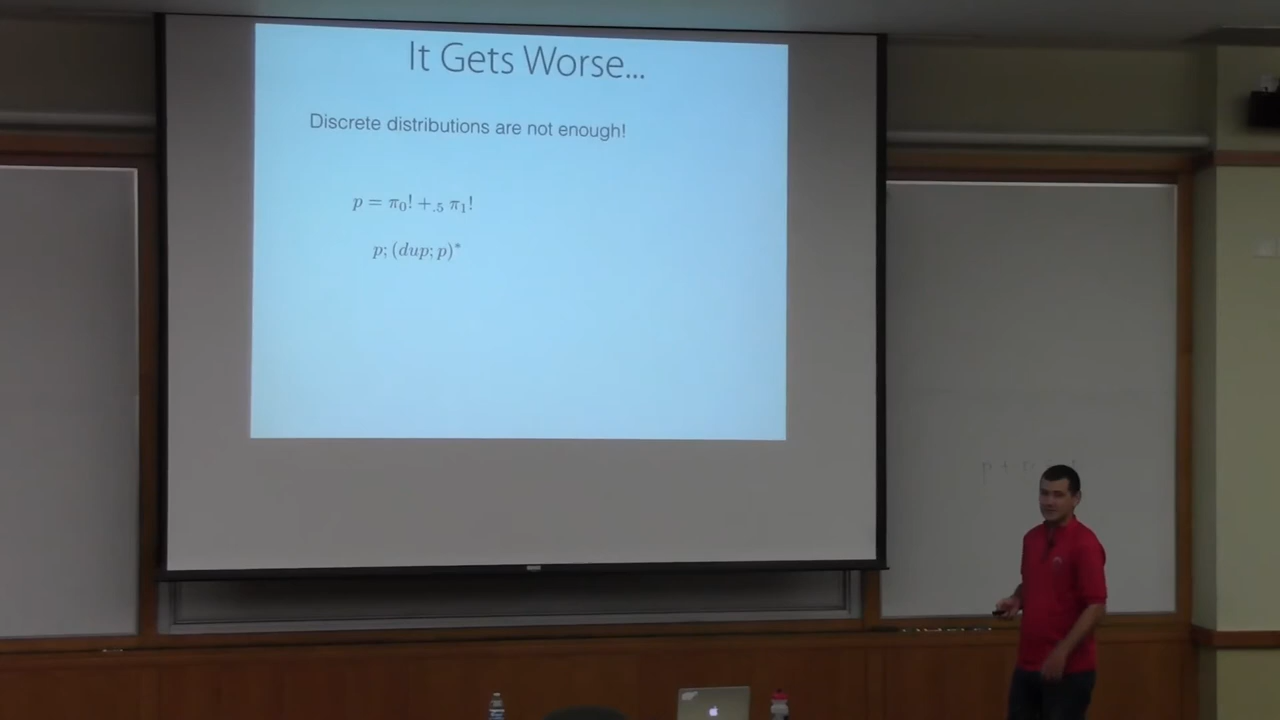 It Gets Worse...
Discrete distributions are not enough!
p = π₀! +.₅ π₁!
p; (dup; p)*